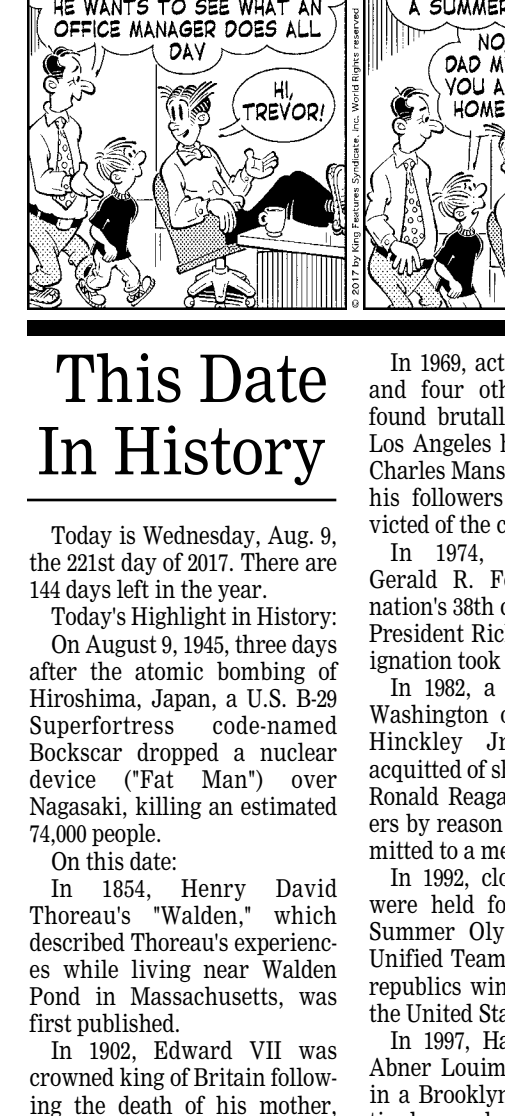 HE WANTS TO SEE WHAT AN
OFFICE MANAGER DOES ALL
DAY
HI,
TREVOR!
© 2017 by King Features Syndicate, Inc. World Rights reserved
A SUMMER
NO
DAD M
YOU A
HOME
This Date
In History
Today is Wednesday, Aug. 9,
the 221st day of 2017. There are
144 days left in the year.
Today's Highlight in History:
On August 9, 1945, three days
after the atomic bombing of
Hiroshima, Japan, a U.S. B-29
Superfortress code-named
Bockscar dropped a nuclear
device ("Fat Man") over
Nagasaki, killing an estimated
74,000 people.
On this date:
In 1854, Henry David
Thoreau's "Walden," which
described Thoreau's experienc-
es while living near Walden
Pond in Massachusetts, was
first published.
In 1902, Edward VII was
crowned king of Britain follow-
ing the death of his mother,
In 1969, act
and four oth
found brutall
Los Angeles h
Charles Mans
his followers
victed of the c
In 1974,
Gerald R. Fo
nation's 38th c
President Rich
ignation took
In 1982, a
Washington o
Hinckley Jr
acquitted of sh
Ronald Reaga
ers by reason
mitted to a me
In 1992, clo
were held fo
Summer Oly
Unified Team
republics win
the United Sta
In 1997, Ha
Abner Louim
in a Brooklyn